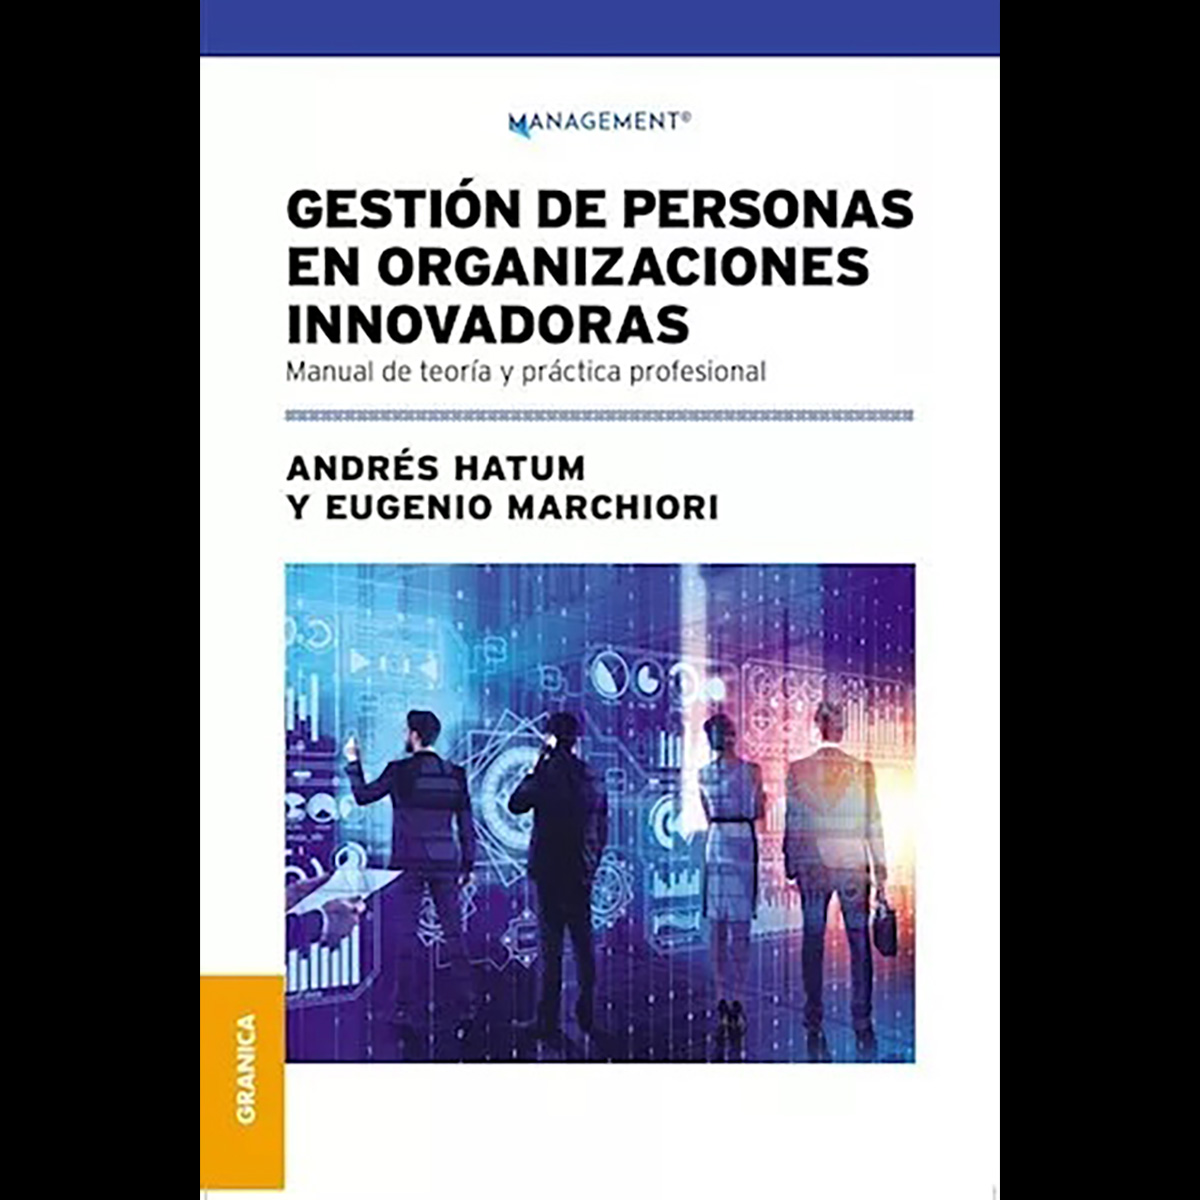 MANAGEMENT©
GESTIÓN DE PERSONAS
EN ORGANIZACIONES
INNOVADORAS
Manual de teoría y práctica profesional
ANDRÉS HATUM
Y EUGENIO MARCHIORI
GRANICA